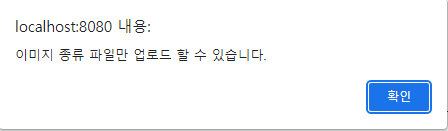 localhost:8080 내용:
이미지 종류 파일만 업로드 할 수 있습니다.
확인